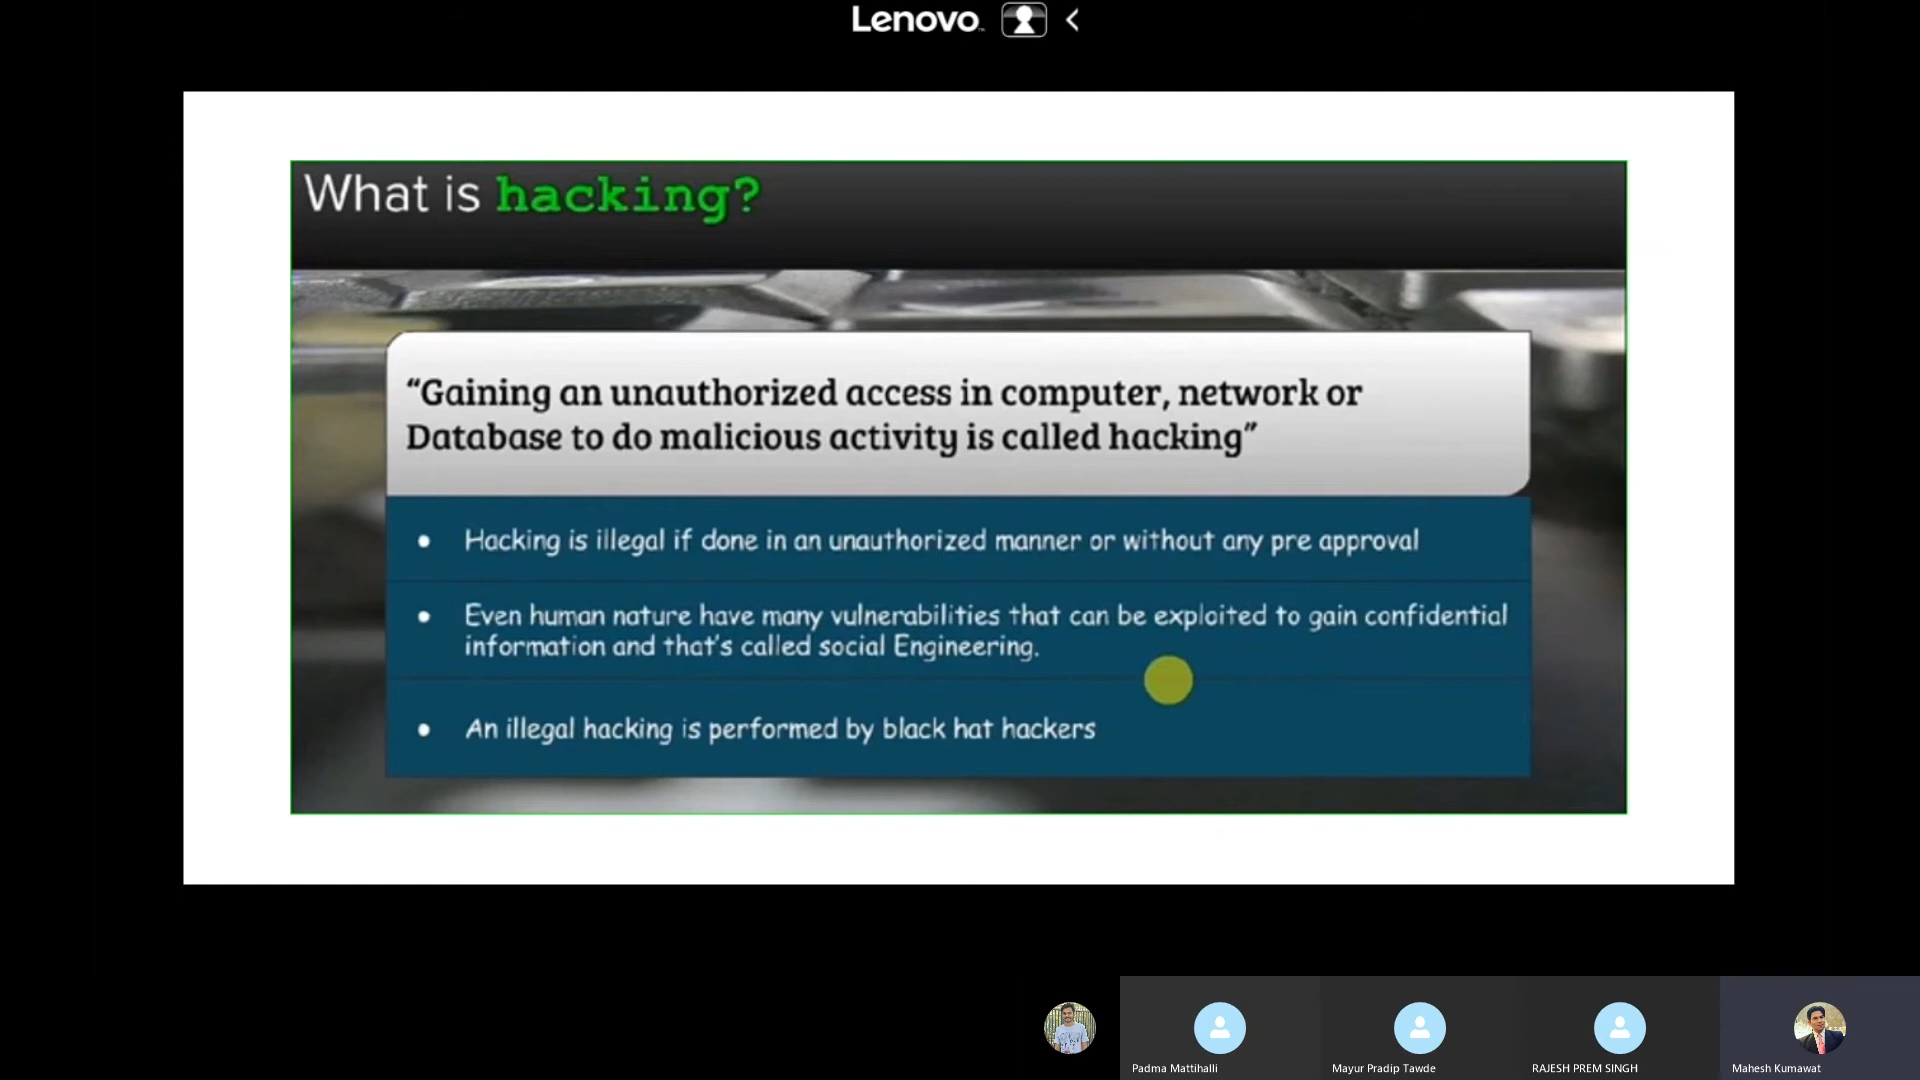 Lenovo
What is hacking?
“Gaining an unauthorized access in computer, network or
Database to do malicious activity is called hacking”
• Hacking is illegal if done in an unauthorized manner or without any pre approval
• Even human nature have many vulnerabilities that can be exploited to gain confidential
information and that's called social Engineering.
• An illegal hacking is performed by black hat hackers
Padma Mattihalli
Mayur Pradip Tawde
RAJESH PREM SINGH
Mahesh Kumawat